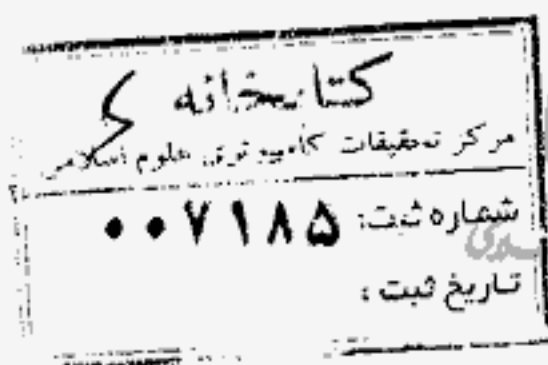 کتابخانه
مرکز تحقیقات کامپیوتری علوم اسلامی
شماره ثبت: ۰۰۷۱۸۵
تاریخ ثبت :